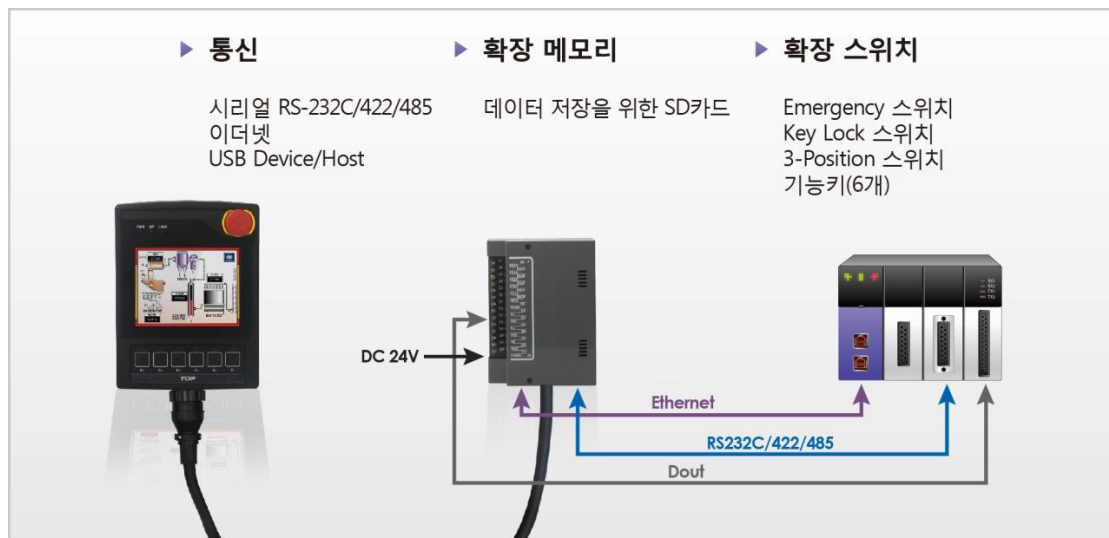 ▶ 통신
시리얼 RS-232C/422/485
이더넷
USB Device/Host
▶ 확장 메모리
데이터 저장을 위한 SD카드
▶ 확장 스위치
Emergency 스위치
Key Lock 스위치
3-Position 스위치
기능키(6개)
TOP
DC 24V
Ethernet
RS232C/422/485
Dout